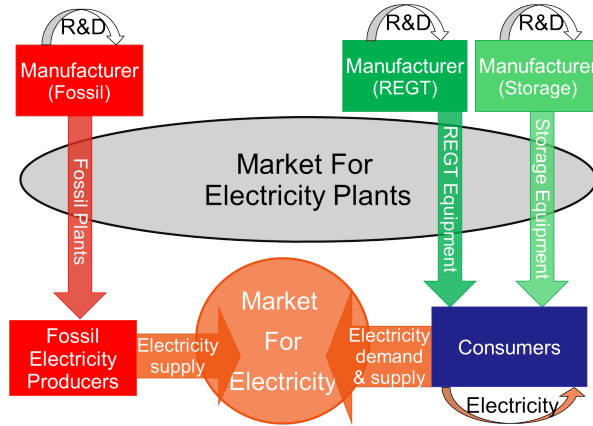 R&D
R&D
R&D
Manufacturer
(Fossil)
Manufacturer
(REGT)
Manufacturer
(Storage)
Fossil Plants
Market For
Electricity Plants
REGT Equipment
Storage Equipment
Fossil
Electricity
Producers
Electricity
supply
Market
For
Electricity
Electricity
demand
& supply
Consumers
Electricity